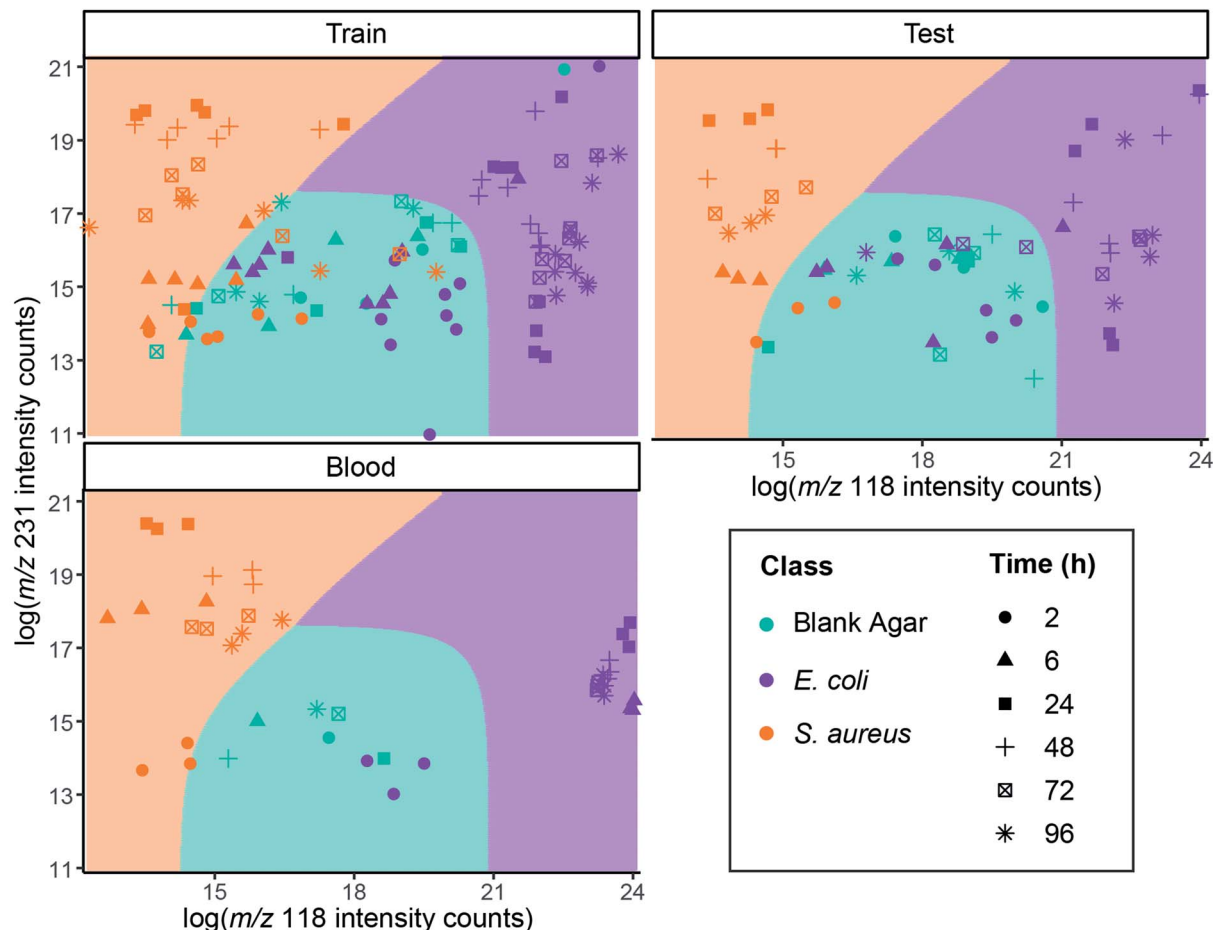 Train
Test
21
19
17
15
13
11
15 18 21 24
log(m/z 118 intensity counts)
log(m/z 231 intensity counts)
Blood
21
19
17
15
13
11
15 18 21 24
log(m/z 118 intensity counts)
Class
Blank Agar
E. coli
S. aureus
Time (h)
2
6
24
48
72
96